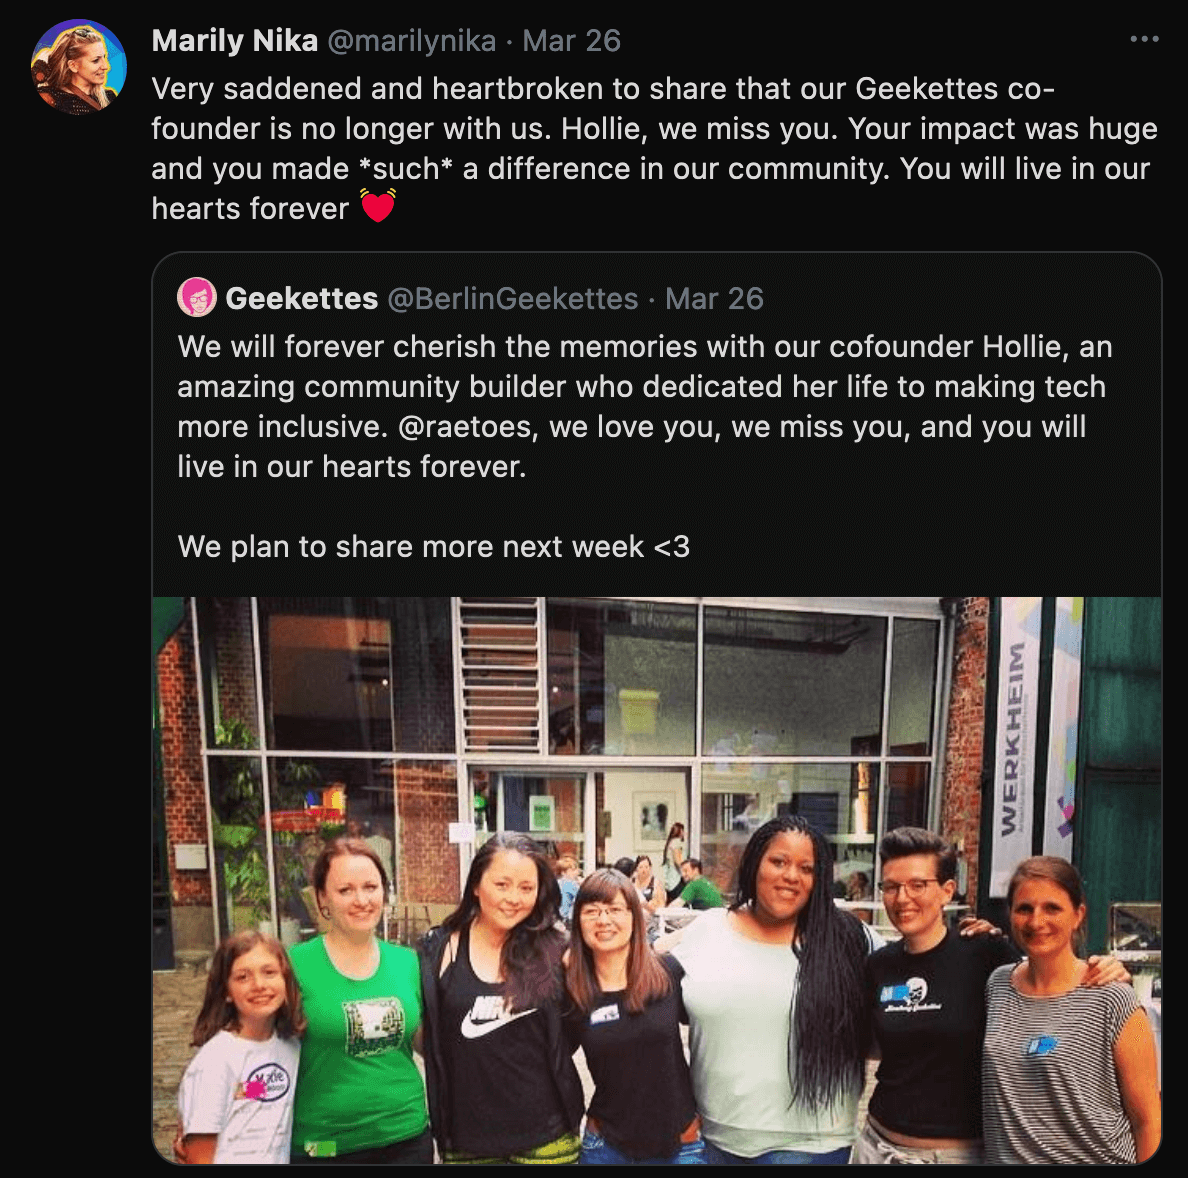 Marily Nika @marilynika · Mar 26
Very saddened and heartbroken to share that our Geekettes co-
founder is no longer with us. Hollie, we miss you. Your impact was huge
and you made *such* a difference in our community. You will live in our
hearts forever 💓
Geekettes @BerlinGeekettes · Mar 26
We will forever cherish the memories with our cofounder Hollie, an
amazing community builder who dedicated her life to making tech
more inclusive. @raetoes, we love you, we miss you, and you will
live in our hearts forever.
We plan to share more next week <3
WERKHEIM